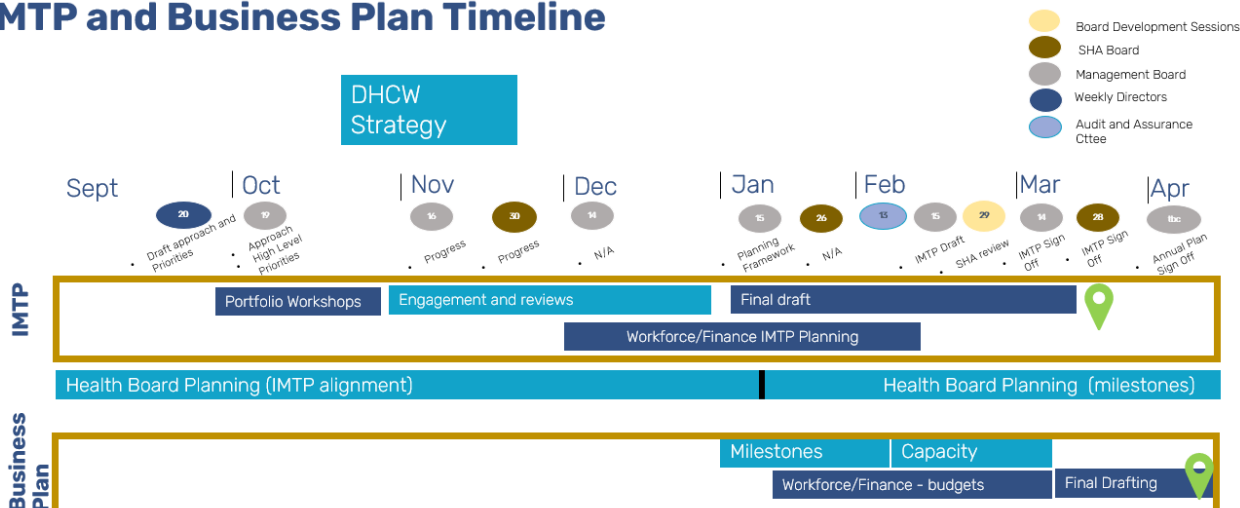 MTP and Business Plan Timeline
Board Development Sessions
SHA Board
Management Board
Weekly Directors
Audit and Assurance
Cttee
DHCW
Strategy
Sept
Oct
Nov
Dec
Jan
Feb
Mar
Apr
20
19
16
30
14
15
26
13
15
29
14
28
tbc
• Draft approach and
Priorities
• Approach
• High Level
Priorities
• Progress
• Progress
• N/A
• Planning
Framework
• N/A
• IMTP Draft
• SHA review
• IMTP Sign
Off
• IMTP Sign
Off
• Annual Plan
Sign Off
IMTP
Portfolio Workshops
Engagement and reviews
Final draft
Workforce/Finance IMTP Planning
Health Board Planning (IMTP alignment)
Health Board Planning (milestones)
Business
Plan
Milestones
Capacity
Workforce/Finance - budgets
Final Drafting